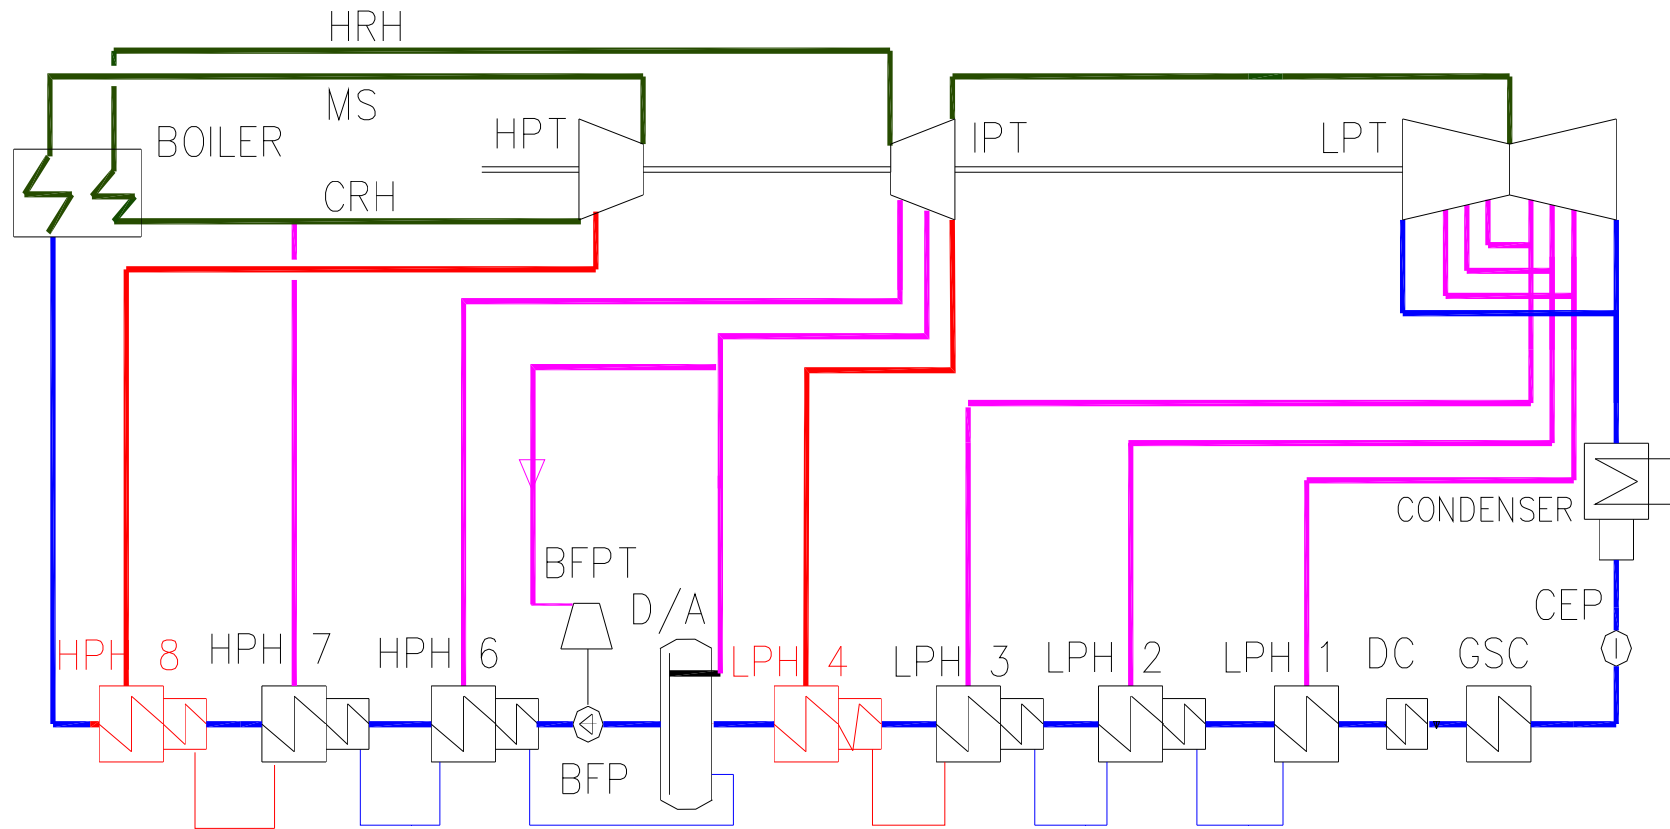 HRH
MS
BOILER
HPT
IPT
LPT
CRH
CONDENSER
BFPT
D/A
CEP
HPH 8
HPH 7
HPH 6
LPH 4
LPH 3
LPH 2
LPH 1
DC
GSC
BFP